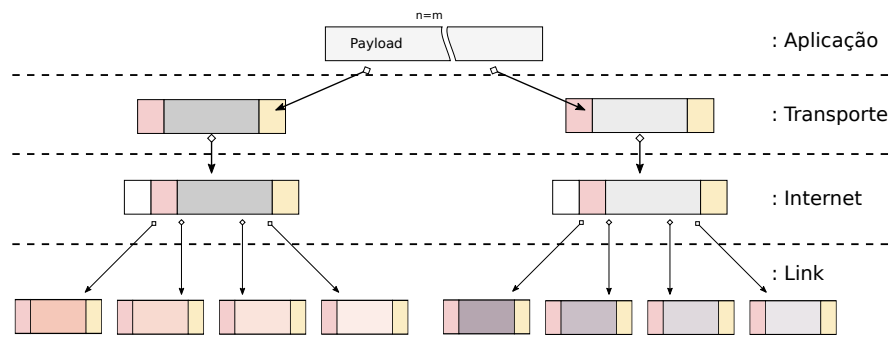 n=m
Payload
: Aplicação
: Transporte
: Internet
: Link